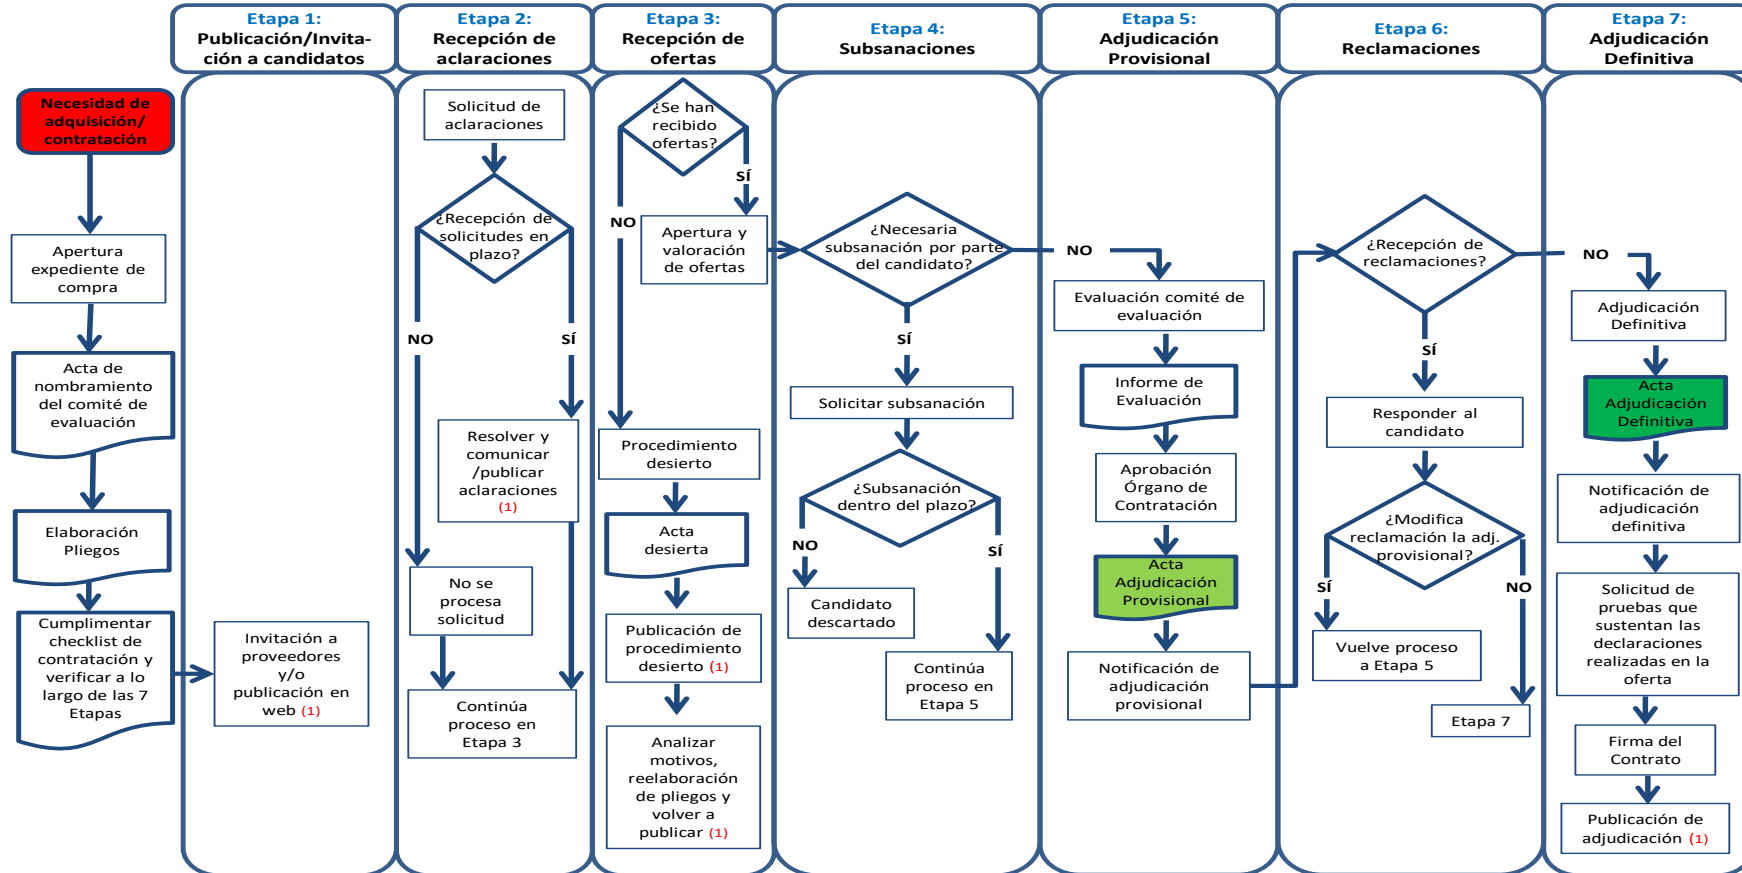 Etapa 1:
Publicación/Invita-
ción a candidatos
Etapa 2:
Recepción de
aclaraciones
Etapa 3:
Recepción de
ofertas
Etapa 4:
Subsanaciones
Etapa 5:
Adjudicación
Provisional
Etapa 6:
Reclamaciones
Etapa 7:
Adjudicación
Definitiva
Necesidad de
adquisición/
contratación
Apertura
expediente de
compra
Acta de
nombramiento
del comité de
evaluación
Elaboración
Pliegos
Cumplimentar
checklist de
contratación y
verificar a lo
largo de las 7
Etapas
Invitación a
proveedores
y/o
publicación en
web (1)
Solicitud de
aclaraciones
¿Recepción de
solicitudes en
plazo?
NO
SÍ
Resolver y
comunicar
/publicar
aclaraciones
(1)
No se
procesa
solicitud
Continúa
proceso en
Etapa 3
¿Se han
recibido
ofertas?
SÍ
NO
Apertura y
valoración
de ofertas
Procedimiento
desierto
Acta
desierta
Publicación de
procedimiento
desierto (1)
Analizar
motivos,
reelaboración
de pliegos y
volver a
publicar (1)
¿Necesaria
subsanación por parte
del candidato?
NO
SÍ
Solicitar subsanación
¿Subsanación
dentro del plazo?
NO
SÍ
Candidato
descartado
Continúa
proceso en
Etapa 5
Evaluación comité de
evaluación
Informe de
Evaluación
Aprobación
Órgano de
Contratación
Acta
Adjudicación
Provisional
Notificación de
adjudicación
provisional
¿Recepción de
reclamaciones?
NO
SÍ
Responder al
candidato
¿Modifica
reclamación la adj.
provisional?
SÍ
NO
Vuelve proceso
a Etapa 5
Etapa 7
Adjudicación
Definitiva
Acta
Adjudicación
Definitiva
Notificación de
adjudicación
definitiva
Solicitud de
pruebas que
sustentan las
declaraciones
realizadas en la
oferta
Firma del
Contrato
Publicación de
adjudicación (1)